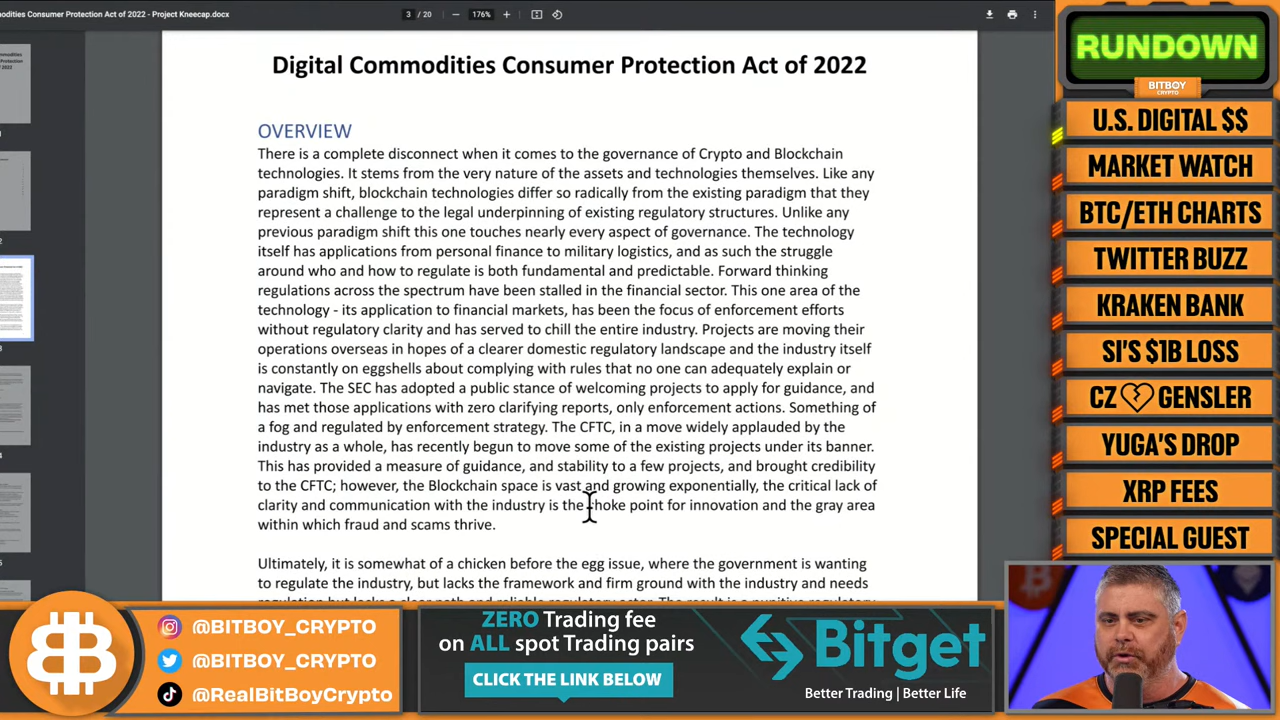 odities Consumer Protection Act of 2022 - Project Kneecap.docx
3 / 20
176%
Digital Commodities Consumer Protection Act of 2022
OVERVIEW
There is a complete disconnect when it comes to the governance of Crypto and Blockchain
technologies. It stems from the very nature of the assets and technologies themselves. Like any
paradigm shift, blockchain technologies differ so radically from the existing paradigm that they
represent a challenge to the legal underpinning of existing regulatory structures. Unlike any
previous paradigm shift this one touches nearly every aspect of governance. The technology
itself has applications from personal finance to military logistics, and as such the struggle
around who and how to regulate is both fundamental and predictable. Forward thinking
regulations across the spectrum have been stalled in the financial sector. This one area of the
technology - its application to financial markets, has been the focus of enforcement efforts
without regulatory clarity and has served to chill the entire industry. Projects are moving their
operations overseas in hopes of a clearer domestic regulatory landscape and the industry itself
is constantly on eggshells about complying with rules that no one can adequately explain or
navigate. The SEC has adopted a public stance of welcoming projects to apply for guidance, and
has met those applications with zero clarifying reports, only enforcement actions. Something of
a fog and regulated by enforcement strategy. The CFTC, in a move widely applauded by the
industry as a whole, has recently begun to move some of the existing projects under its banner.
This has provided a measure of guidance, and stability to a few projects, and brought credibility
to the CFTC; however, the Blockchain space is vast and growing exponentially, the critical lack of
clarity and communication with the industry is the choke point for innovation and the gray area
within which fraud and scams thrive.
Ultimately, it is somewhat of a chicken before the egg issue, where the government is wanting
to regulate the industry, but lacks the framework and firm ground with the industry and needs
2
3
4
5
RUNDOWN
BITBOY
CRYPTO
U.S. DIGITAL $$
MARKET WATCH
BTC/ETH CHARTS
TWITTER BUZZ
KRAKEN BANK
SI'S $1B LOSS
CZ GENSLER
YUGA'S DROP
XRP FEES
SPECIAL GUEST
@BITBOY_CRYPTO
@BITBOY_CRYPTO
@RealBitBoyCrypto
ZERO Trading fee
on ALL spot Trading pairs
CLICK THE LINK BELOW
Bitget
Better Trading | Better Life